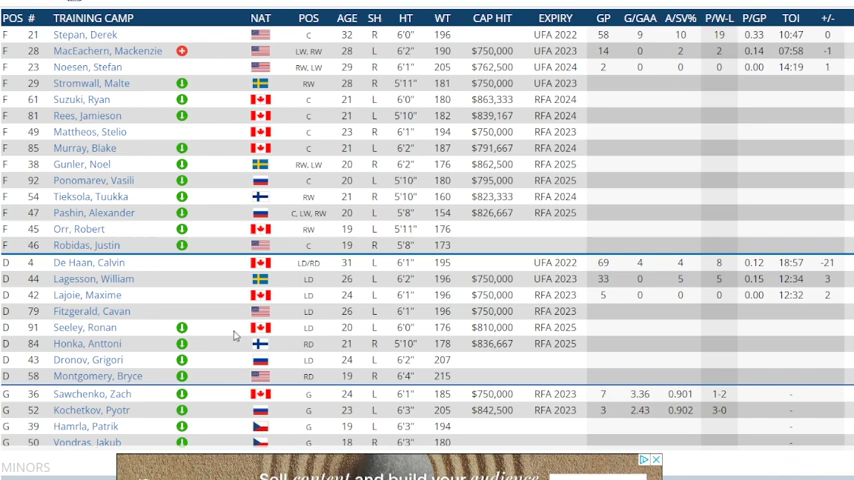 POS # TRAINING CAMP NAT POS AGE SH HT WT CAP HIT EXPIRY GP G/GAA A/SV% P/W-L P/GP TOI +/-
F 21 Stepan, Derek C 32 R 6'0" 196 UFA 2022 58 9 10 19 0.33 10:47 0
F 28 MacEachern, Mackenzie LW, RW 28 L 6'2" 190 $750,000 UFA 2023 14 0 2 2 0.14 07:58 -1
F 23 Noesen, Stefan RW, LW 29 R 6'1" 205 $762,500 UFA 2024 2 0 0 0 0.00 14:19 1
F 29 Stromwall, Malte RW 28 R 5'11" 181 $750,000 UFA 2023
F 61 Suzuki, Ryan C 21 L 6'0" 180 $863,333 RFA 2024
F 81 Rees, Jamieson C 21 L 5'10" 182 $839,167 RFA 2024
F 49 Mattheos, Stelio C 23 R 6'1" 194 $750,000 RFA 2023
F 85 Murray, Blake C 21 L 6'2" 187 $791,667 RFA 2024
F 38 Gunler, Noel RW, LW 20 R 6'2" 176 $862,500 RFA 2025
F 92 Ponomarev, Vasili C 20 L 5'10" 180 $795,000 RFA 2024
F 54 Tieksola, Tuukka RW 21 R 5'10" 160 $823,333 RFA 2024
F 47 Pashin, Alexander C, LW, RW 20 L 5'8" 154 $826,667 RFA 2025
F 45 Orr, Robert RW 19 L 5'11" 176
F 46 Robidas, Justin C 19 R 5'8" 173
D 4 De Haan, Calvin LD/RD 31 L 6'1" 195 UFA 2022 69 4 4 8 0.12 18:57 -21
D 44 Lagesson, William LD 26 L 6'2" 196 $750,000 UFA 2023 33 0 5 5 0.15 12:34 3
D 42 Lajoie, Maxime LD 24 L 6'1" 196 $750,000 RFA 2023 5 0 0 0 0.00 12:32 2
D 79 Fitzgerald, Cavan LD 26 L 6'1" 196
D 91 Seeley, Ronan LD 20 L 6'0" 176 $810,000 RFA 2025
D 84 Honka, Anttoni RD 21 R 5'10" 178 $836,667 RFA 2025
D 43 Dronov, Grigori LD 24 L 6'2" 207
D 58 Montgomery, Bryce RD 19 R 6'4" 215
G 36 Sawchenko, Zach G 24 L 6'1" 185 $750,000 RFA 2023 7 3.36 0.901 1-2 -
G 52 Kochetkov, Pyotr G 23 L 6'3" 205 $842,500 RFA 2023 3 2.43 0.902 3-0 -
G 39 Hamrla, Patrik G 19 L 6'3" 194 -
G 50 Vondras, Jakub G 18 R 6'3" 180 -
MINORS
Sell content and build your audience